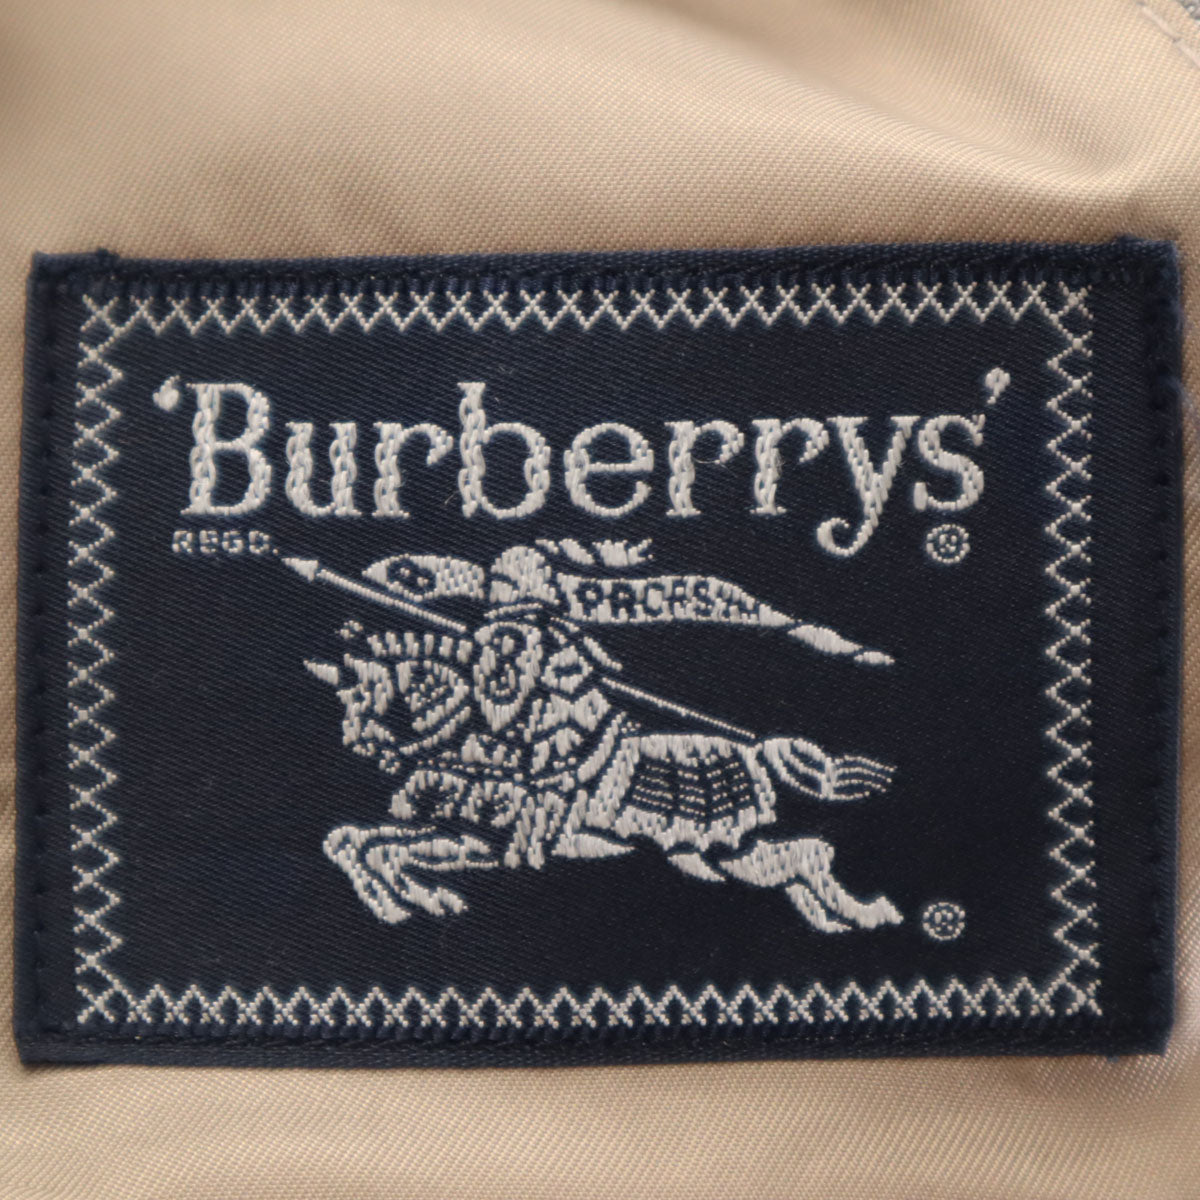 'Burberrys'
REGD. ®
PRORSUM
®